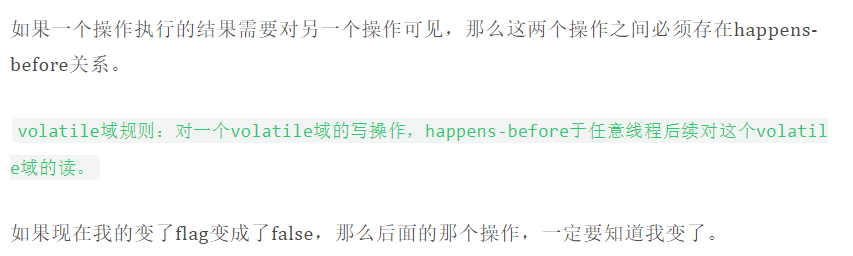 如果一个操作执行的结果需要对另一个操作可见，那么这两个操作之间必须存在happens-
before关系。
volatile域规则：对一个volatile域的写操作，happens-before于任意线程后续对这个volatil
e域的读。
如果现在我的变了flag变成了false，那么后面的那个操作，一定要知道我变了。